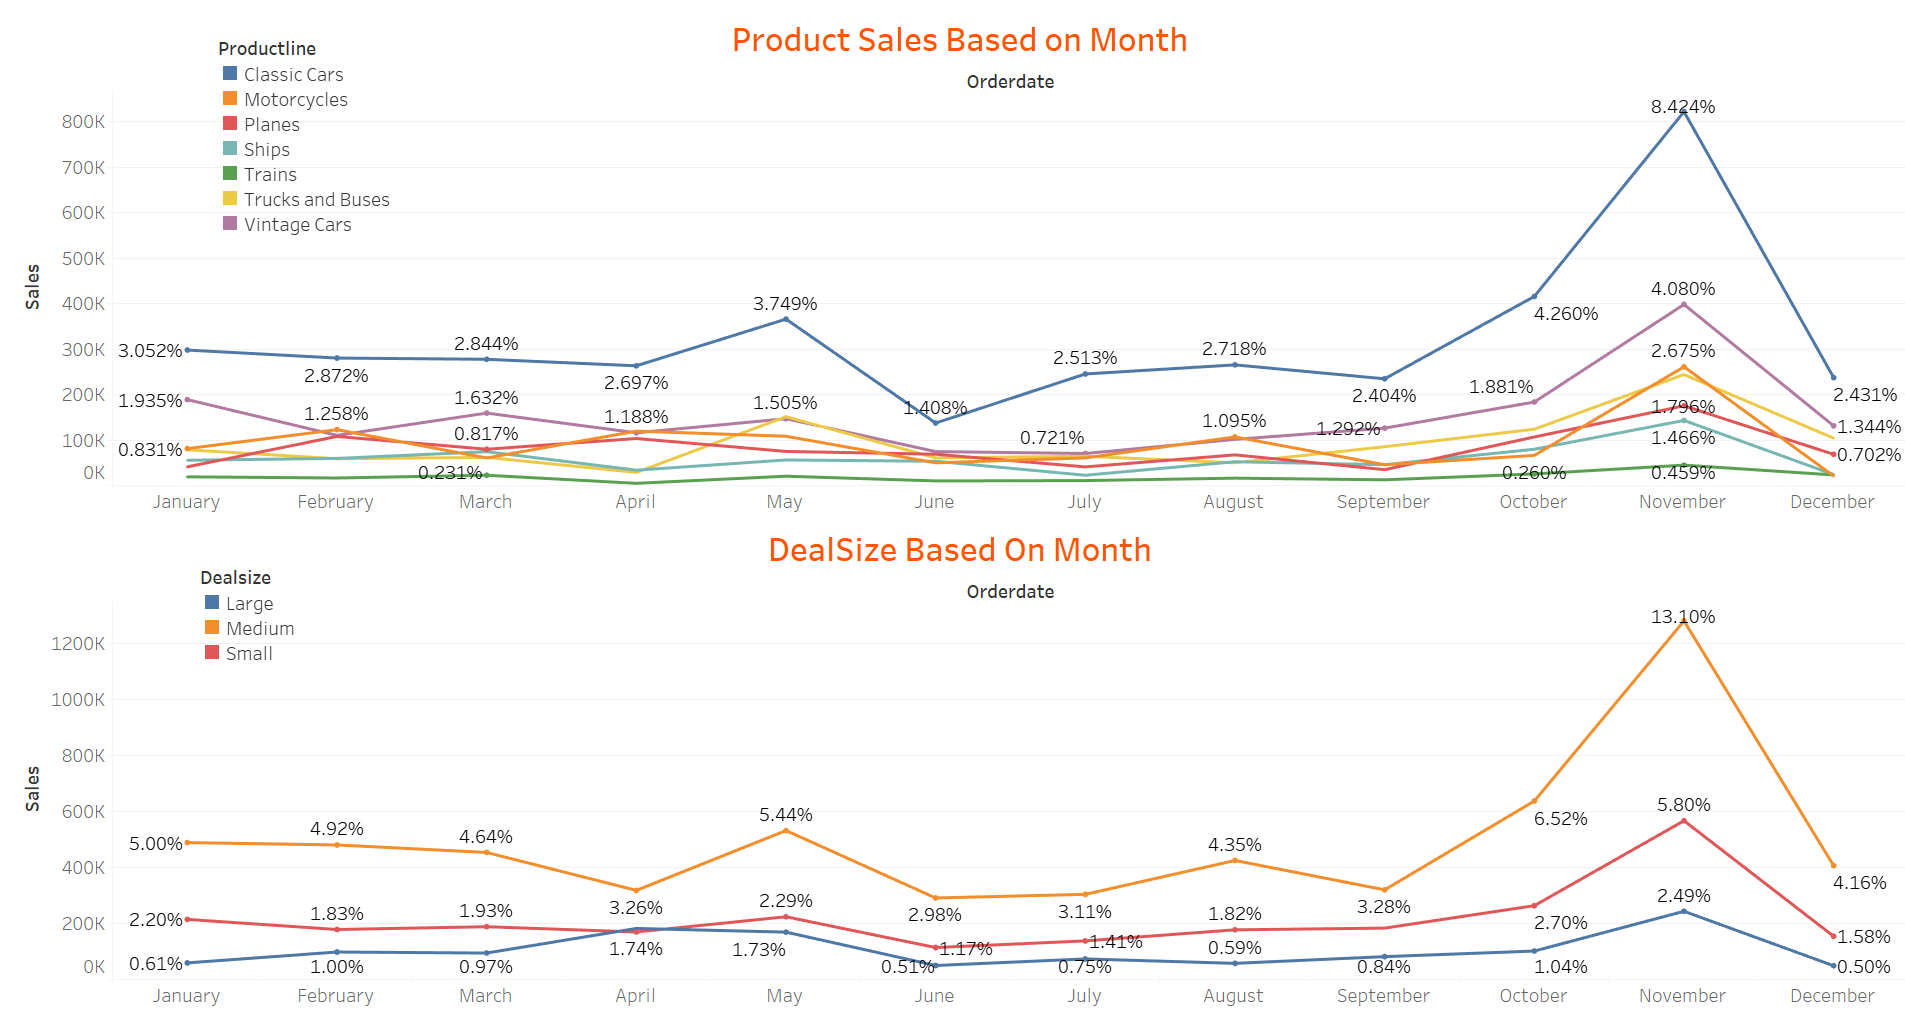 Product Sales Based on Month
Productline
Classic Cars
Motorcycles
Planes
Ships
Trains
Trucks and Buses
Vintage Cars
Orderdate
Sales
800K
700K
600K
500K
400K
300K
200K
100K
0K
8.424%
4.080%
3.749%
4.260%
2.675%
3.052%
2.844%
2.718%
2.513%
2.872%
2.697%
1.881%
2.431%
2.404%
1.935%
1.632%
1.505%
1.408%
1.796%
1.258%
1.188%
1.095%
1.344%
1.292%
0.817%
0.721%
1.466%
0.831%
0.702%
0.231%
0.260%
0.459%
January February March April May June July August September October November December
DealSize Based On Month
Dealsize
Large
Medium
Small
Orderdate
Sales
1200K
1000K
800K
600K
400K
200K
0K
13.10%
5.80%
5.44%
6.52%
4.92%
4.64%
5.00%
4.35%
4.16%
2.49%
2.29%
3.26%
3.28%
1.83%
1.93%
2.98%
3.11%
1.82%
2.20%
2.70%
1.74%
1.73%
1.17%
1.41%
0.59%
1.58%
0.61%
1.00%
0.97%
0.51%
0.75%
0.84%
1.04%
0.50%
January February March April May June July August September October November December